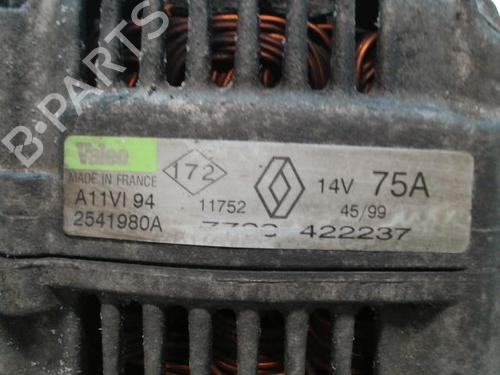 Valeo
MADE IN FRANCE
172
A11VI 94
2541980A
11752
14V 75A
45/99
422237
B-PARTS